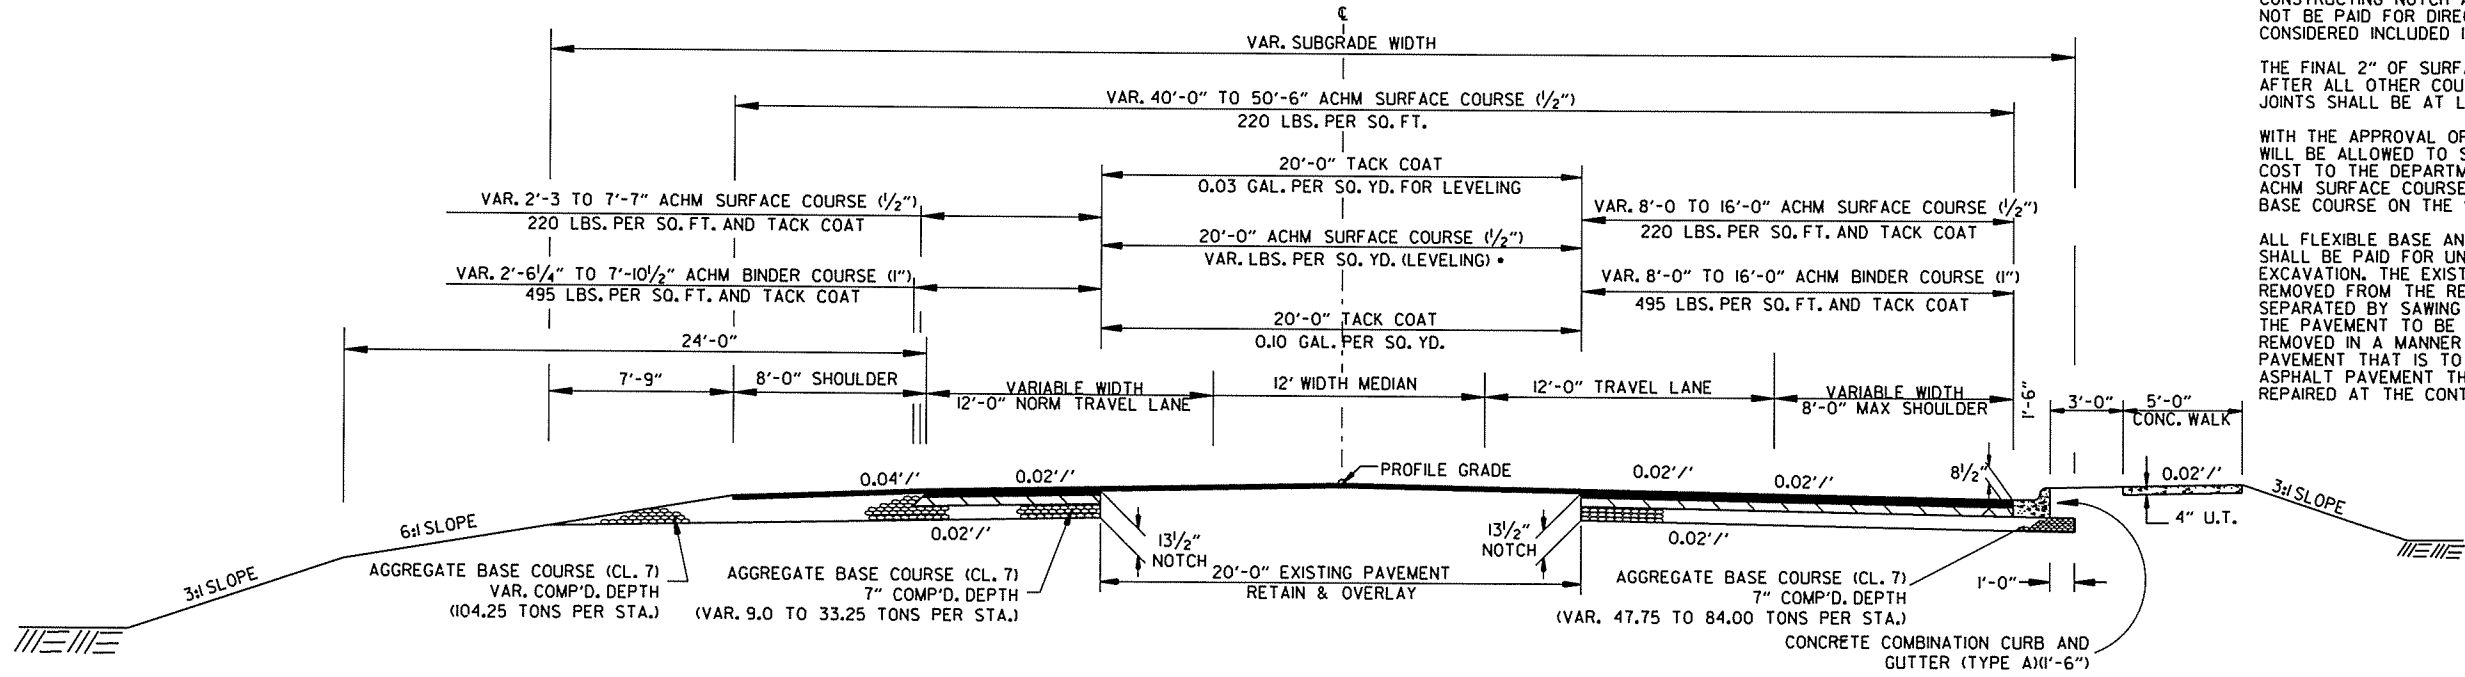 ℄
VAR. SUBGRADE WIDTH
VAR. 40'-0" TO 50'-6" ACHM SURFACE COURSE (1/2")
220 LBS. PER SQ. FT.
20'-0" TACK COAT
0.03 GAL. PER SQ. YD. FOR LEVELING
VAR. 2'-3 TO 7'-7" ACHM SURFACE COURSE (1/2")
220 LBS. PER SQ. FT. AND TACK COAT
VAR. 8'-0 TO 16'-0" ACHM SURFACE COURSE (1/2")
220 LBS. PER SQ. FT. AND TACK COAT
20'-0" ACHM SURFACE COURSE (1/2")
VAR. LBS. PER SQ. YD. (LEVELING) •
VAR. 2'-6 1/4" TO 7'-10 1/2" ACHM BINDER COURSE (1")
495 LBS. PER SQ. FT. AND TACK COAT
VAR. 8'-0" TO 16'-0" ACHM BINDER COURSE (1")
495 LBS. PER SQ. FT. AND TACK COAT
20'-0" TACK COAT
0.10 GAL. PER SQ. YD.
24'-0"
7'-9"
8'-0" SHOULDER
VARIABLE WIDTH
12'-0" NORM TRAVEL LANE
12' WIDTH MEDIAN
12'-0" TRAVEL LANE
VARIABLE WIDTH
8'-0" MAX SHOULDER
1'-6"
3'-0"
5'-0"
CONC. WALK
PROFILE GRADE
0.04'/'
0.02'/'
0.02'/'
0.02'/'
8 1/2"
0.02'/'
3:1 SLOPE
4" U.T.
6:1 SLOPE
3:1 SLOPE
0.02'/'
13 1/2"
NOTCH
13 1/2"
NOTCH
0.02'/'
20'-0" EXISTING PAVEMENT
RETAIN & OVERLAY
AGGREGATE BASE COURSE (CL. 7)
VAR. COMP'D. DEPTH
(104.25 TONS PER STA.)
AGGREGATE BASE COURSE (CL. 7)
7" COMP'D. DEPTH
(VAR. 9.0 TO 33.25 TONS PER STA.)
AGGREGATE BASE COURSE (CL. 7)
7" COMP'D. DEPTH
(VAR. 47.75 TO 84.00 TONS PER STA.)
1'-0"
CONCRETE COMBINATION CURB AND
GUTTER (TYPE A)(1'-6")
CONSTRUCTING NOTCH
NOT BE PAID FOR
CONSIDERED INCLUDED
THE FINAL 2" OF
AFTER ALL OTHER
JOINTS SHALL BE AT
WITH THE APPROVAL
WILL BE ALLOWED TO
COST TO THE
ACHM SURFACE COURSE
BASE COURSE ON THE
ALL FLEXIBLE BASE
SHALL BE PAID FOR
EXCAVATION. THE
REMOVED FROM THE
SEPARATED BY SAWING
THE PAVEMENT TO BE
REMOVED IN A MANNER
PAVEMENT THAT IS TO
ASPHALT PAVEMENT
REPAIRED AT THE